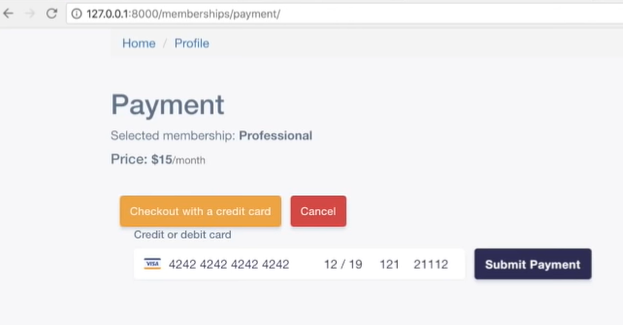 127.0.0.1:8000/memberships/payment/
Home / Profile
Payment
Selected membership: Professional
Price: $15/month
Checkout with a credit card Cancel
Credit or debit card
VISA 4242 4242 4242 4242 12 / 19 121 21112 Submit Payment